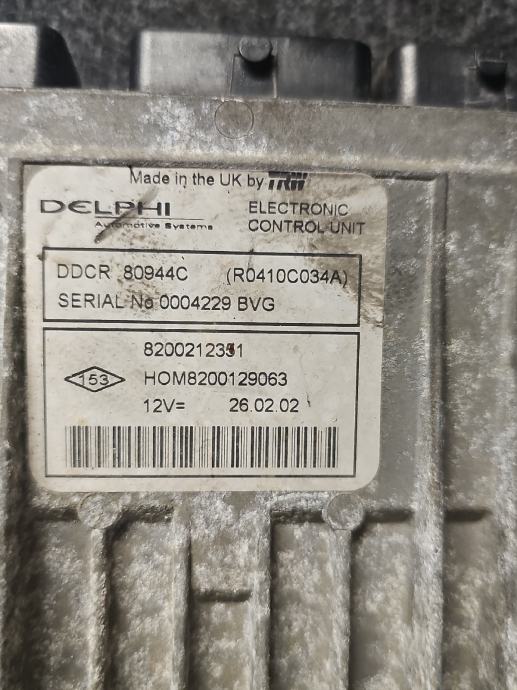 Made in the UK by TRW
DELPHI
Automotive Systems
ELECTRONIC
CONTROL UNIT
DDCR 80944C (R0410C034A)
SERIAL No 0004229 BVG
8200212351
153
HOM8200129063
12V= 26.02.02